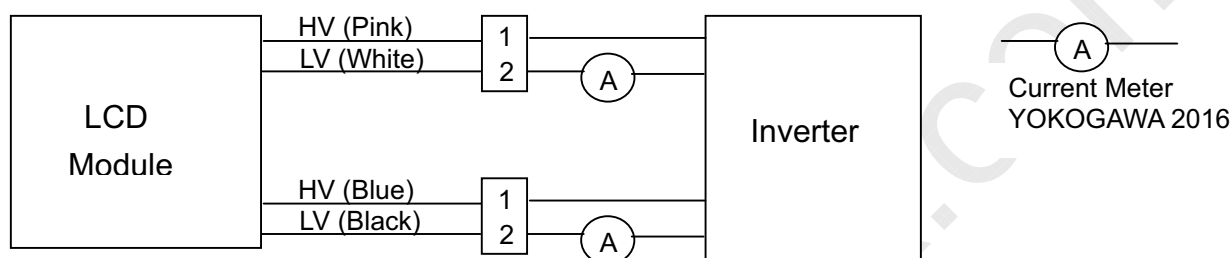 HV (Pink)
LV (White)
1
2
A
A
Current Meter
YOKOGAWA 2016
LCD
Module
Inverter
HV (Blue)
LV (Black)
1
2
A